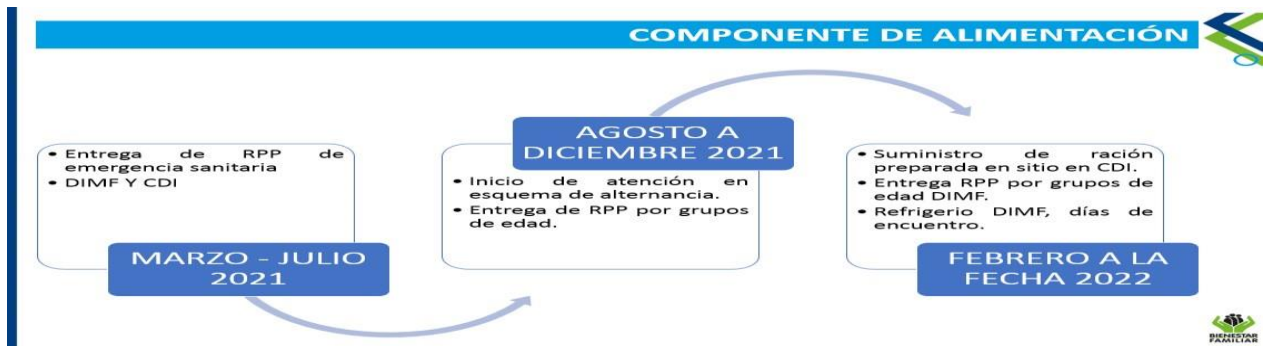 COMPONENTE DE ALIMENTACIÓN
• Entrega de RPP de
emergencia sanitaria
• DIMF Y CDI
MARZO - JULIO
2021
AGOSTO A
DICIEMBRE 2021
• Inicio de atención en
esquema de alternancia.
• Entrega de RPP por grupos
de edad.
• Suministro de ración
preparada en sitio en CDI.
• Entrega RPP por grupos de
edad DIMF.
• Refrigerio DIMF, días de
encuentro.
FEBRERO A LA
FECHA 2022
BIENESTAR
FAMILIAR